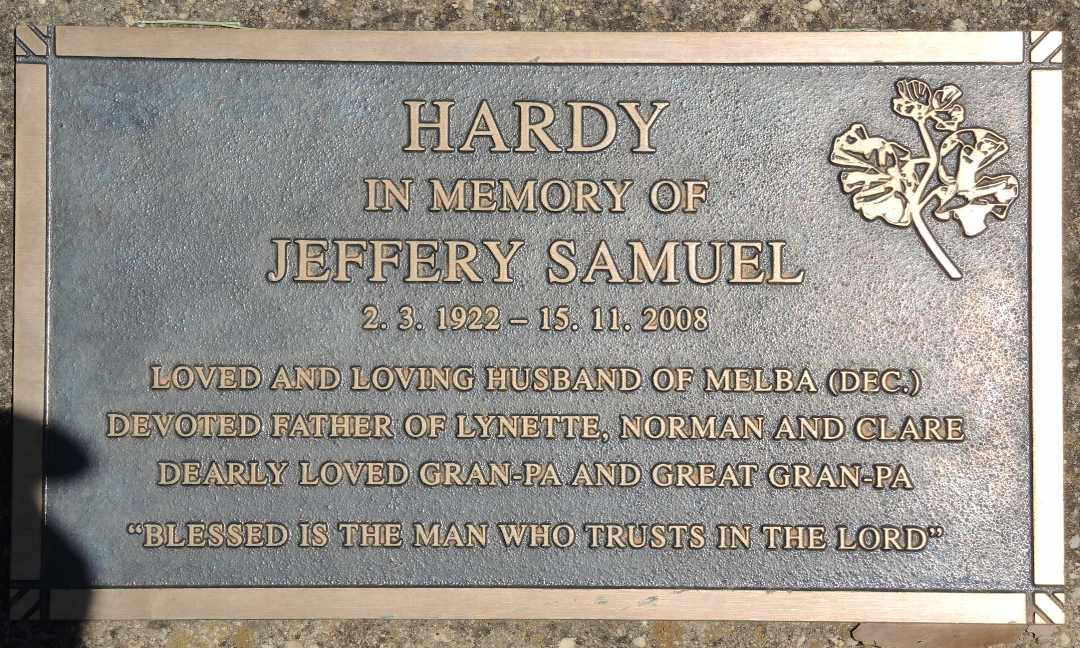 HARDY
IN MEMORY OF
JEFFERY SAMUEL
2. 3. 1922 – 15. 11. 2008
LOVED AND LOVING HUSBAND OF MELBA (DEC.)
DEVOTED FATHER OF LYNETTE, NORMAN AND CLARE
DEARLY LOVED GRAN-PA AND GREAT GRAN-PA
“BLESSED IS THE MAN WHO TRUSTS IN THE LORD”